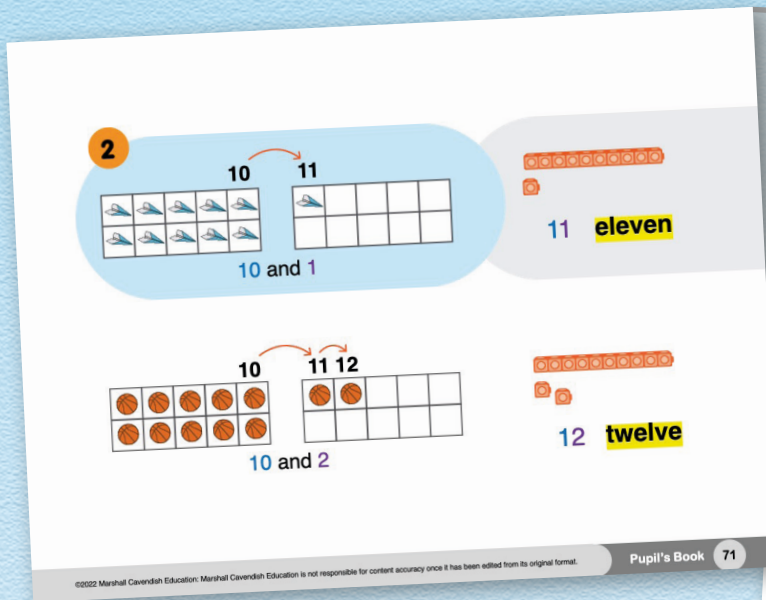 2
10 11
10 and 1
11 eleven
10 11 12
10 and 2
12 twelve
©2022 Marshall Cavendish Education: Marshall Cavendish Education is not responsible for content accuracy once it has been edited from its original format.
Pupil's Book 71